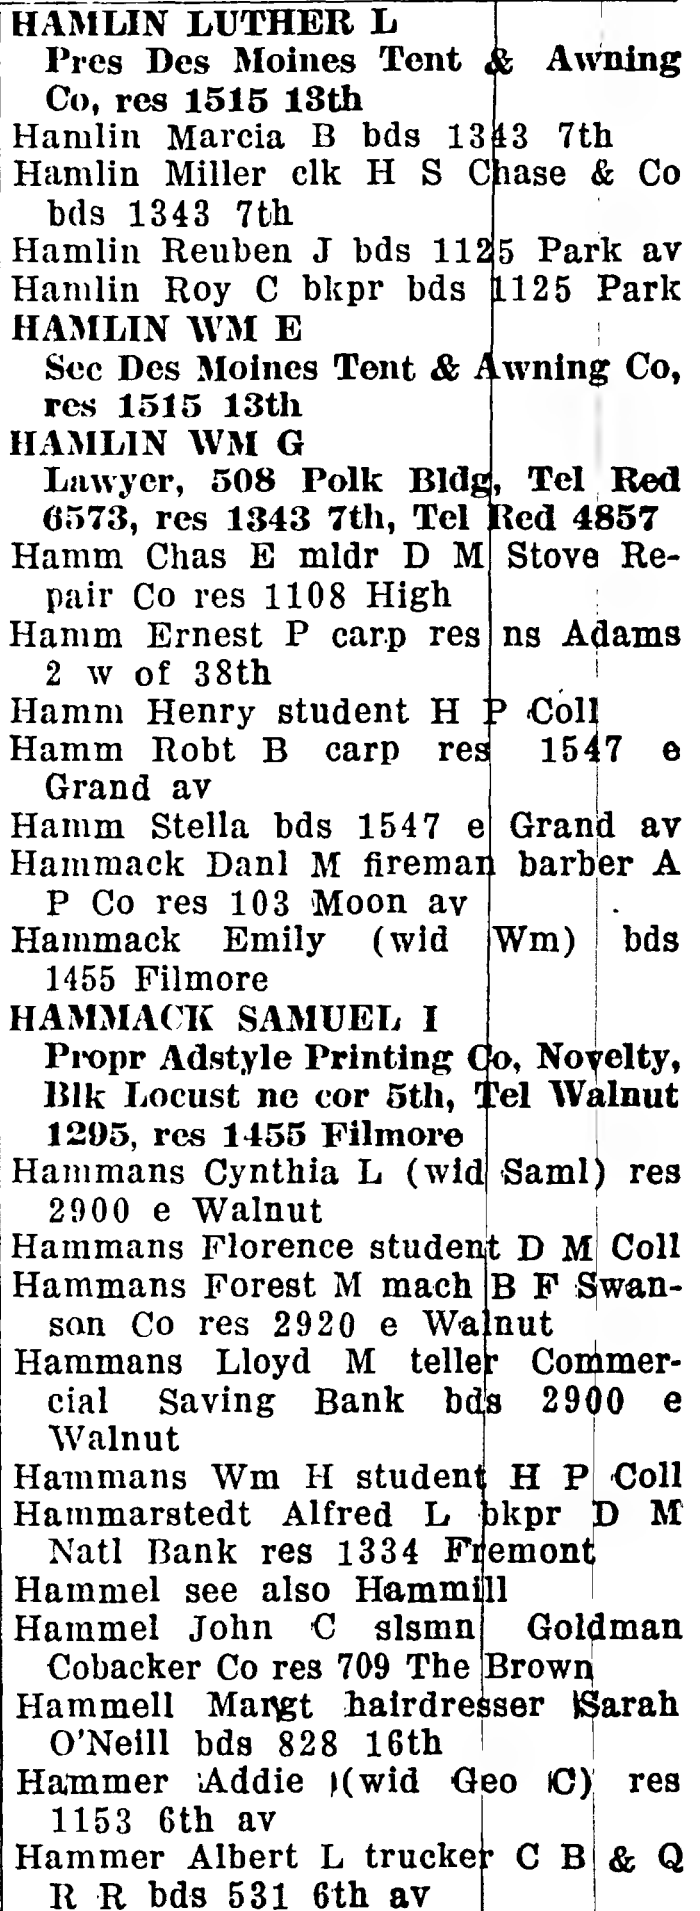 HAMLIN LUTHER L
Pres Des Moines Tent & Awning
Co, res 1515 13th
Hamlin Marcia B bds 1343 7th
Hamlin Miller clk H S Chase & Co
bds 1343 7th
Hamlin Reuben J bds 1125 Park av
Hamlin Roy C bkpr bds 1125 Park
HAMLIN WM E
Sec Des Moines Tent & Awning Co,
res 1515 13th
HAMLIN WM G
Lawyer, 508 Polk Bldg, Tel Red
6573, res 1343 7th, Tel Red 4857
Hamm Chas E mldr D M Stove Re-
pair Co res 1108 High
Hamm Ernest P carp res ns Adams
2 w of 38th
Hamm Henry student H P Coll
Hamm Robt B carp res 1547 e
Grand av
Hamm Stella bds 1547 e Grand av
Hammack Danl M fireman barber A
P Co res 103 Moon av
Hammack Emily (wid Wm) bds
1455 Filmore
HAMMACK SAMUEL I
Propr Adstyle Printing Co, Novelty,
Blk Locust ne cor 5th, Tel Walnut
1295, res 1455 Filmore
Hammans Cynthia L (wid Saml) res
2900 e Walnut
Hammans Florence student D M Coll
Hammans Forest M mach B F Swan-
son Co res 2920 e Walnut
Hammans Lloyd M teller Commer-
cial Saving Bank bds 2900 e
Walnut
Hammans Wm H student H P Coll
Hammarstedt Alfred L bkpr D M
Natl Bank res 1334 Fremont
Hammel see also Hammill
Hammel John C slsmn Goldman
Cobacker Co res 709 The Brown
Hammell Margt hairdresser Sarah
O'Neill bds 828 16th
Hammer Addie (wid Geo C) res
1153 6th av
Hammer Albert L trucker C B & Q
R R bds 531 6th av